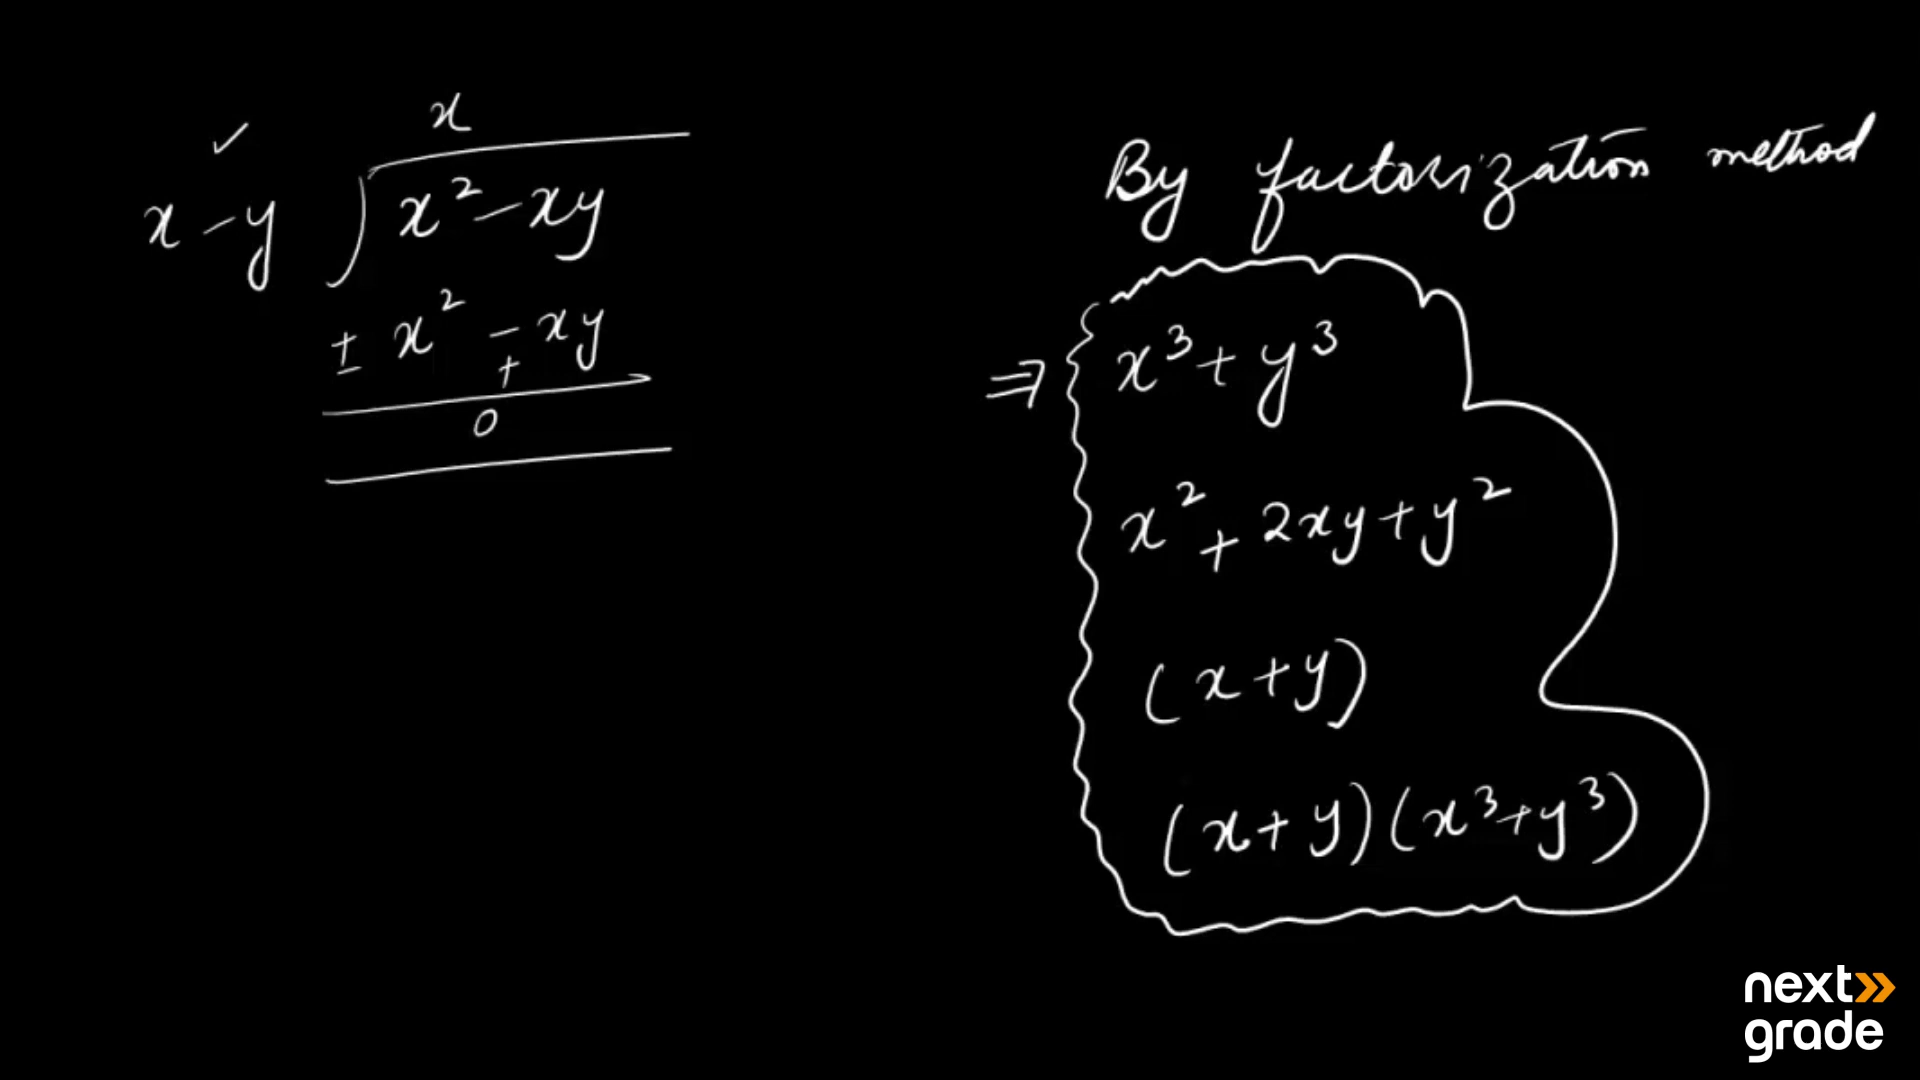 x
x - y ) x² - xy
± x² - xy
+
0
By factorization method
⇒ x³ + y³
x² + 2xy + y²
(x + y)
(x + y) (x³ + y³)
next
grade